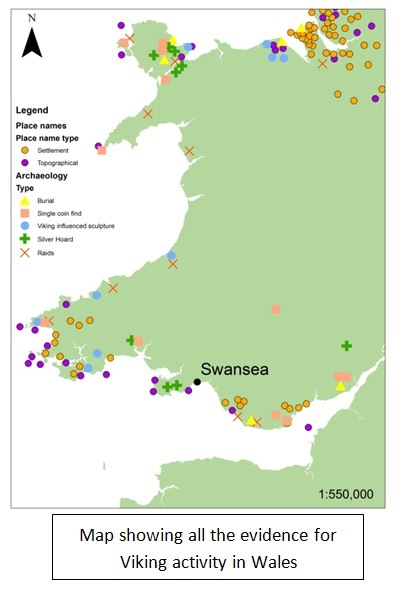 N
Legend
Place names
Place name type
Settlement
Topographical
Archaeology
Type
Burial
Single coin find
Viking influenced sculpture
Silver Hoard
Raids
Swansea
1:550,000
Map showing all the evidence for
Viking activity in Wales